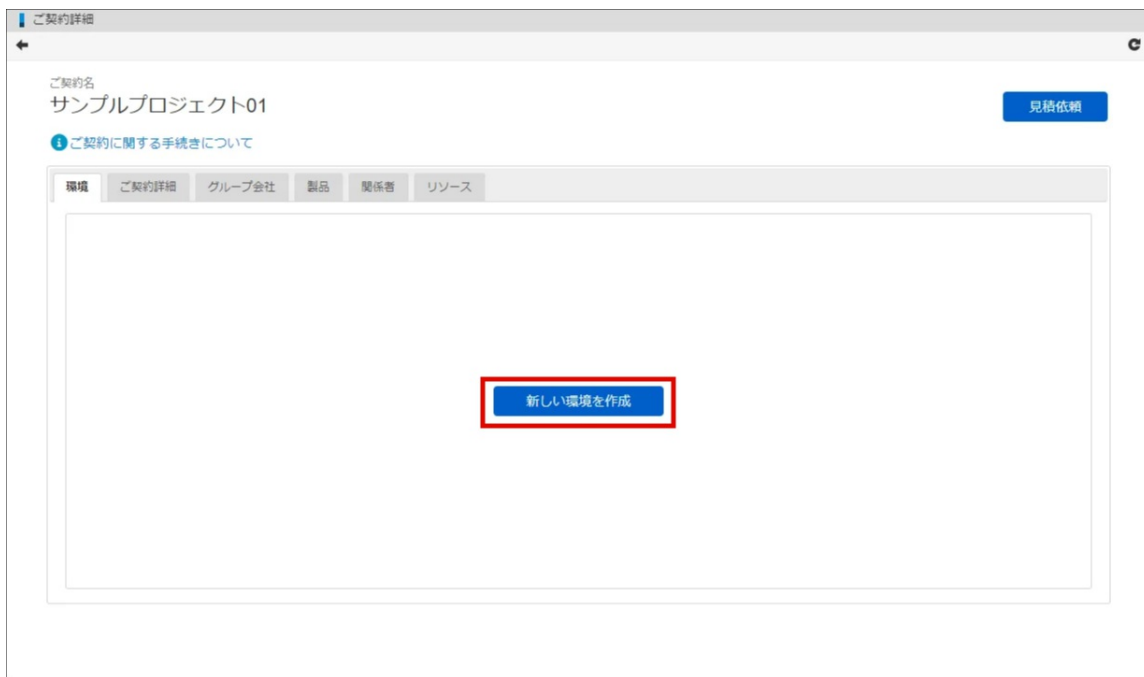 ご契約詳細
ご契約名
サンプルプロジェクト01
見積依頼
ご契約に関する手続きについて
環境 ご契約詳細 グループ会社 製品 関係者 リソース
新しい環境を作成